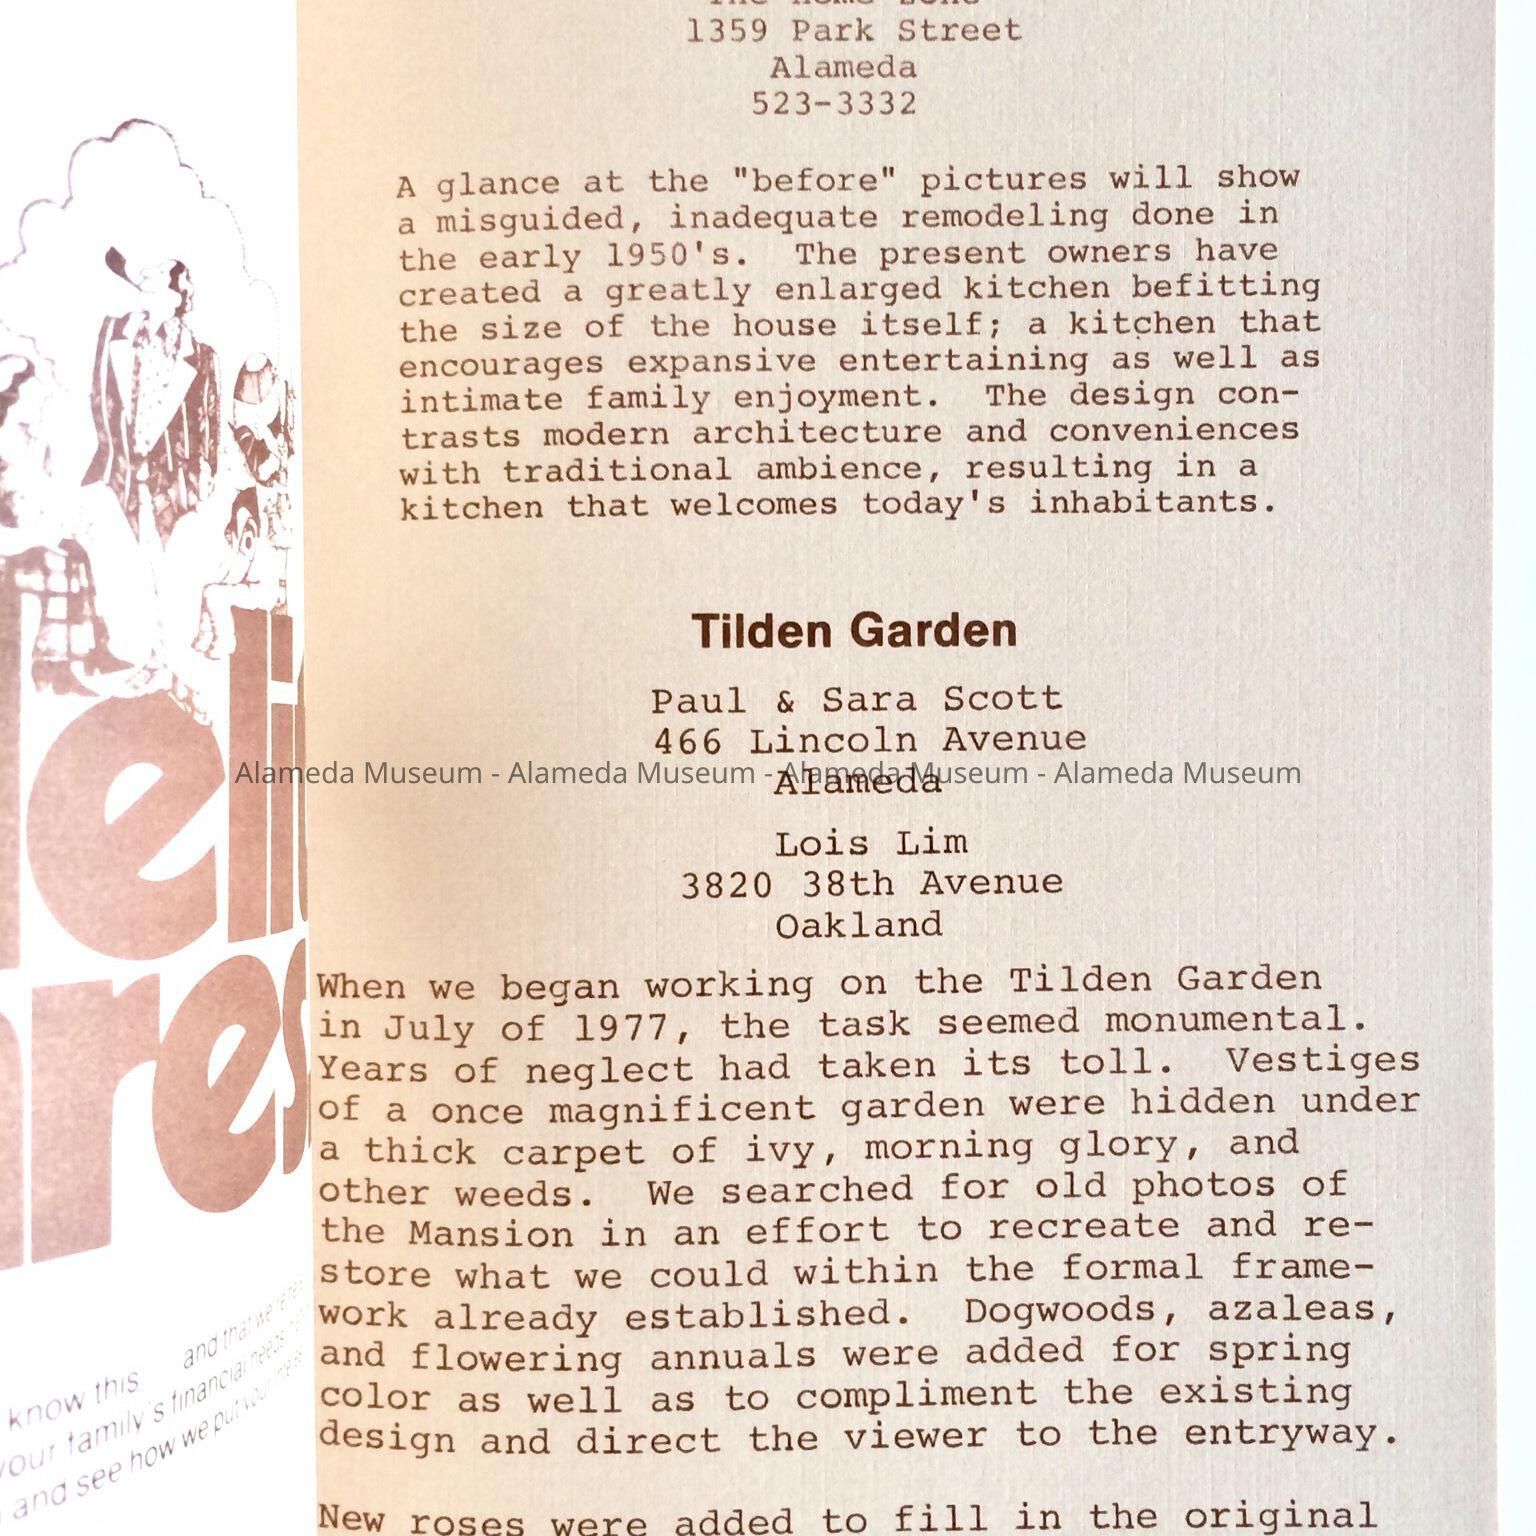 1359 Park Street
Alameda
523-3332
A glance at the "before" pictures will show
a misguided, inadequate remodeling done in
the early 1950's. The present owners have
created a greatly enlarged kitchen befitting
the size of the house itself; a kitchen that
encourages expansive entertaining as well as
intimate family enjoyment. The design con-
trasts modern architecture and conveniences
with traditional ambience, resulting in a
kitchen that welcomes today's inhabitants.
Tilden Garden
Paul & Sara Scott
466 Lincoln Avenue
Alameda Museum - Alameda Museum - Alameda Museum - Alameda Museum
Alameda
Lois Lim
3820 38th Avenue
Oakland
When we began working on the Tilden Garden
in July of 1977, the task seemed monumental.
Years of neglect had taken its toll. Vestiges
of a once magnificent garden were hidden under
a thick carpet of ivy, morning glory, and
other weeds. We searched for old photos of
the Mansion in an effort to recreate and re-
store what we could within the formal frame-
work already established. Dogwoods, azaleas,
and flowering annuals were added for spring
color as well as to compliment the existing
design and direct the viewer to the entryway.
New roses were added to fill in the original
know this
your family's financial needs
and see how we put your
and that we